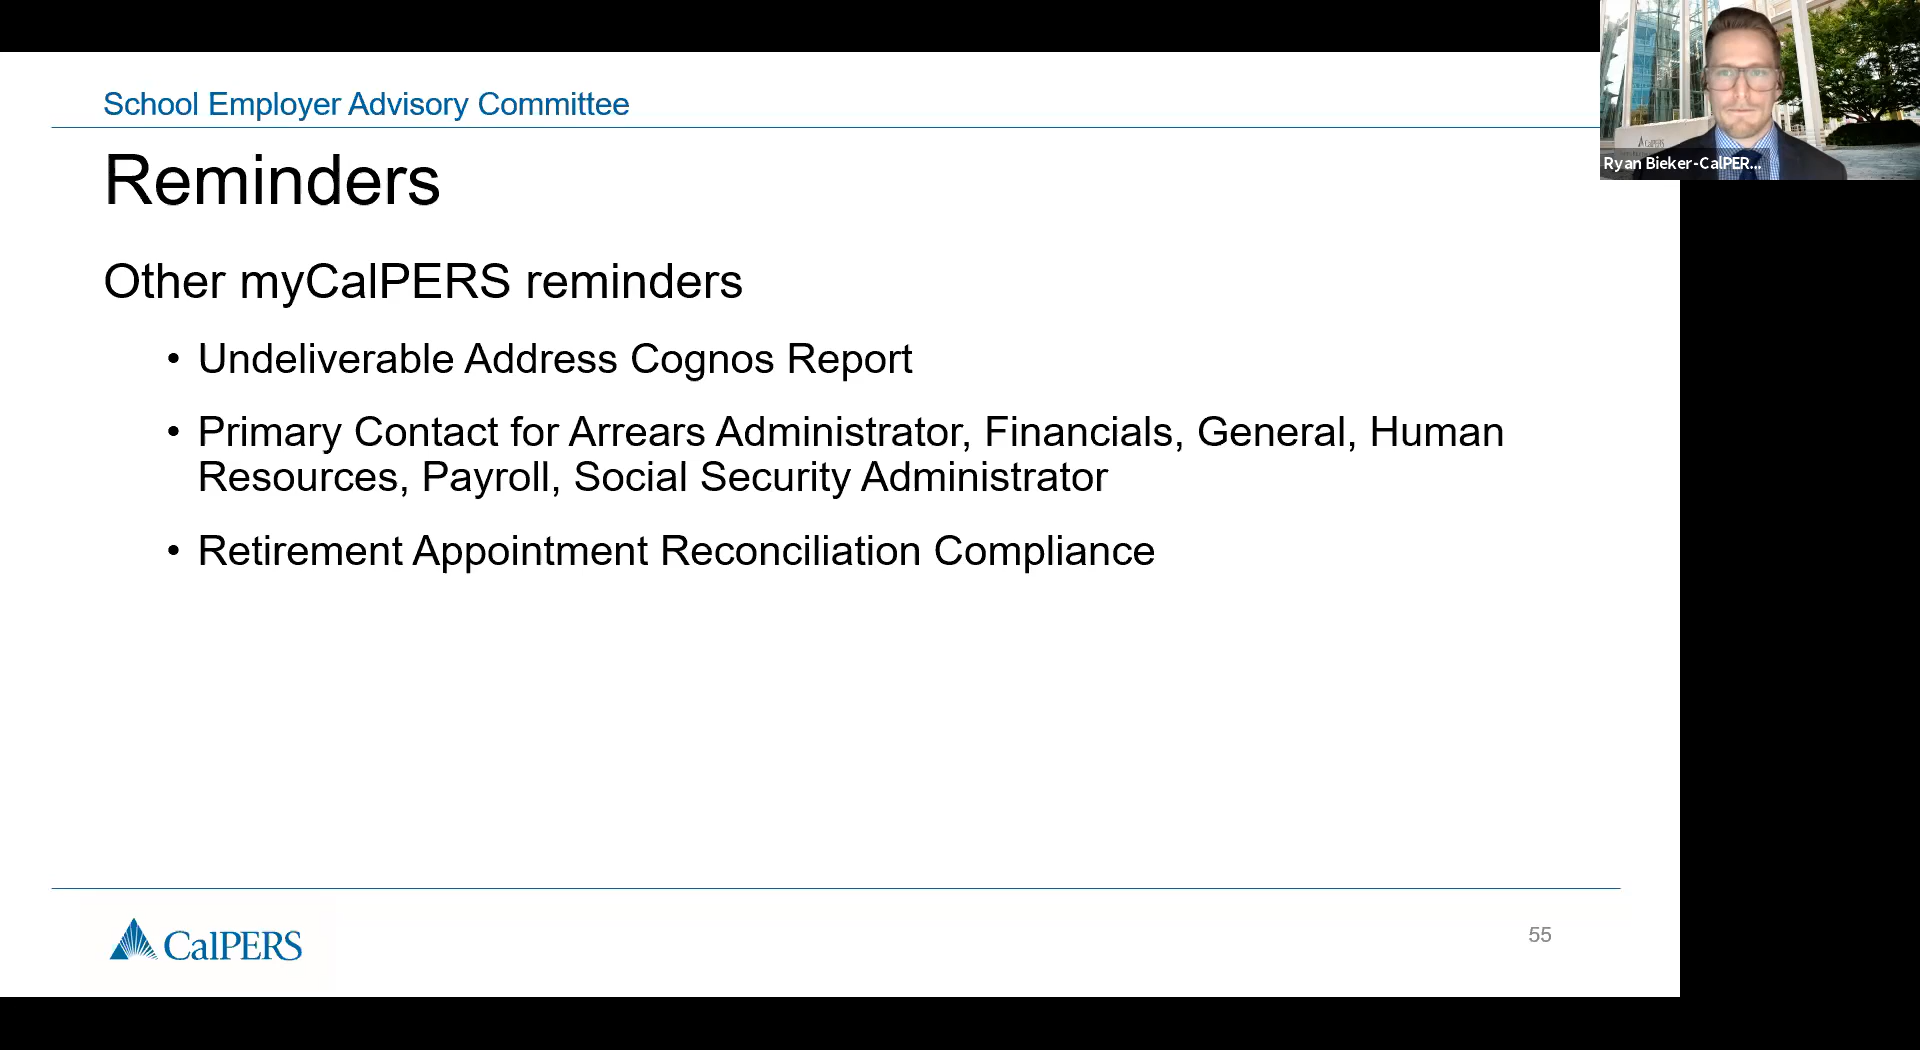 School Employer Advisory Committee
Reminders
Other myCalPERS reminders
• Undeliverable Address Cognos Report
• Primary Contact for Arrears Administrator, Financials, General, Human
Resources, Payroll, Social Security Administrator
• Retirement Appointment Reconciliation Compliance
CalPERS
55
CalPERS
Ryan Bieker-CalPER...